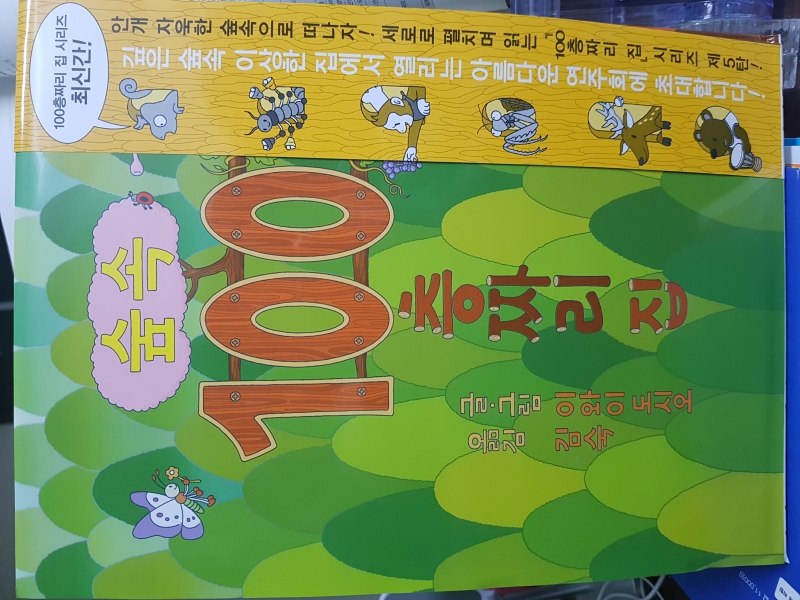 100층짜리 집 시리즈
최신간!
안개 자욱한 숲속으로 떠나자! 세로로 펼치며 읽는 『100층짜리 집』 시리즈 제 5탄!
깊은 숲속 이상한 집에서 열리는 아름다운 연주회에 초대합니다!
숲속
100
층짜리 집
글·그림 이와이 도시오
옮김 김숙